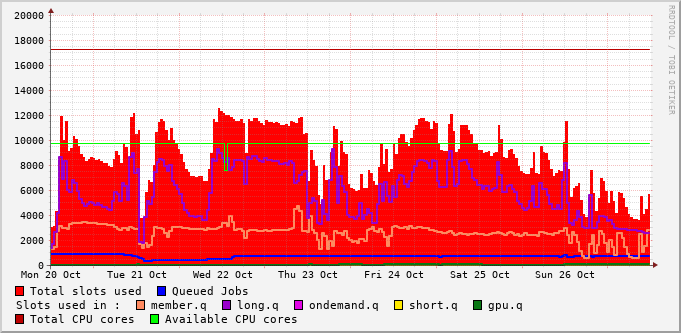 20000
18000
16000
14000
12000
10000
8000
6000
4000
2000
0
Mon 20 Oct Tue 21 Oct Wed 22 Oct Thu 23 Oct Fri 24 Oct Sat 25 Oct Sun 26 Oct
Total slots used Queued Jobs
Slots used in : member.q long.q ondemand.q short.q gpu.q
Total CPU cores Available CPU cores
RRDTOOL / TOBI OETIKER